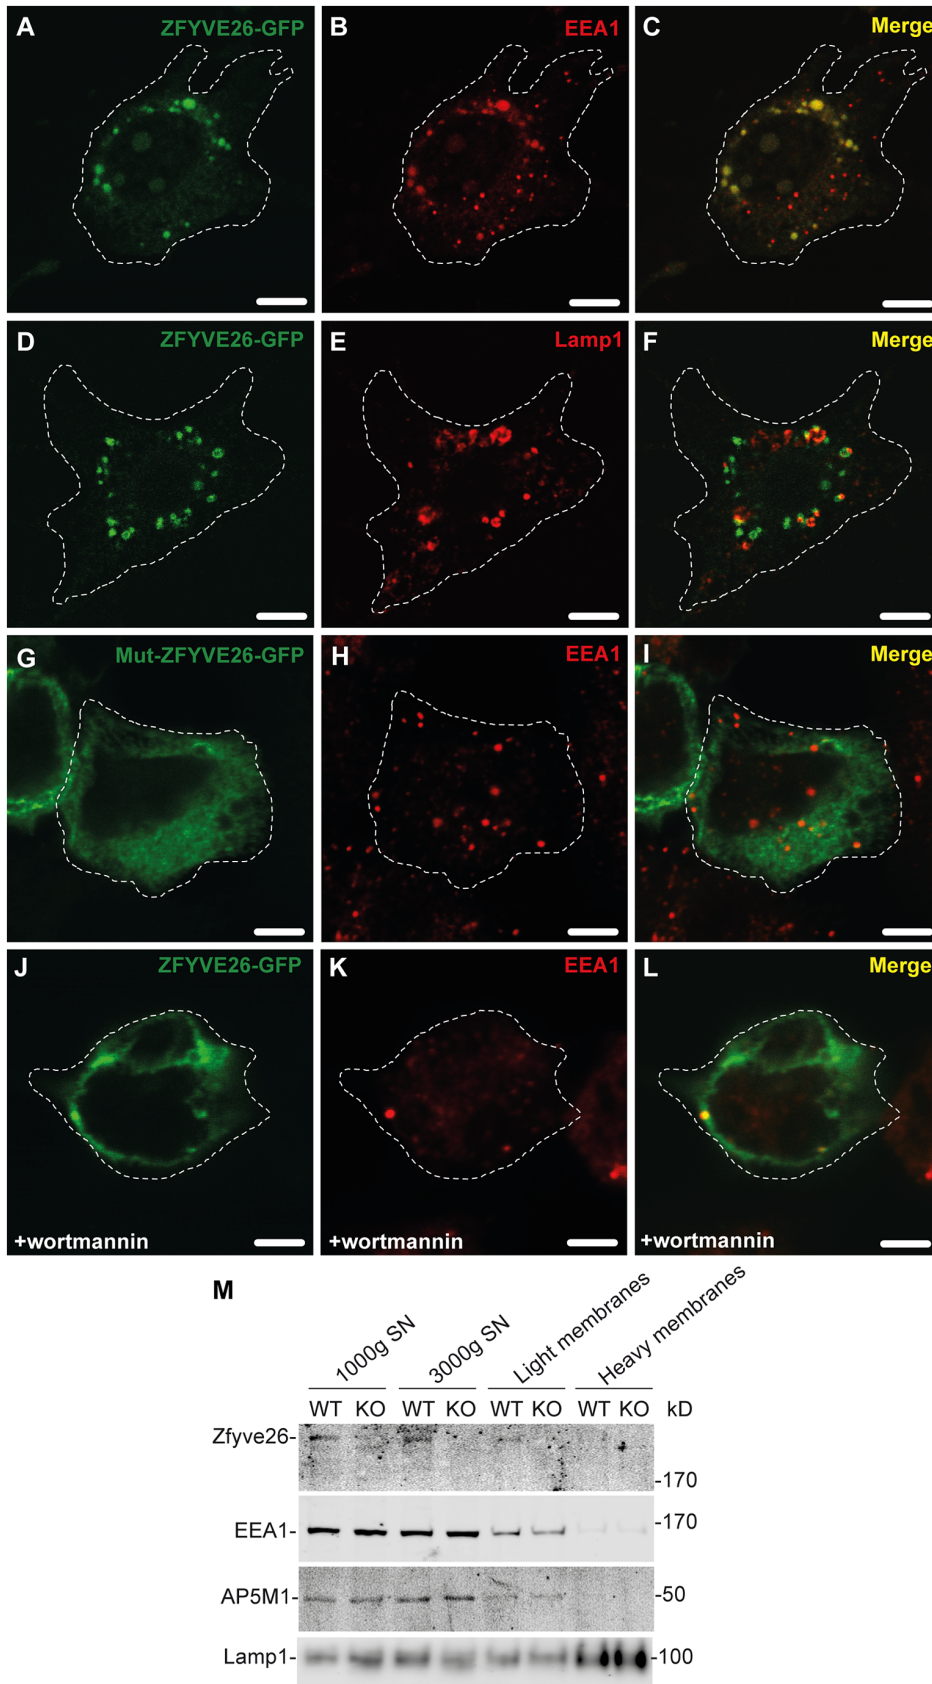 A ZFYVE26-GFP B EEA1 C Merge
D ZFYVE26-GFP E Lamp1 F Merge
G Mut-ZFYVE26-GFP H EEA1 I Merge
J ZFYVE26-GFP K EEA1 L Merge
+wortmannin +wortmannin +wortmannin
M
1000g SN 3000g SN Light membranes Heavy membranes
WT KO WT KO WT KO WT KO kD
Zfyve26-
-170
-170
EEA1-
AP5M1- -50
Lamp1- -100